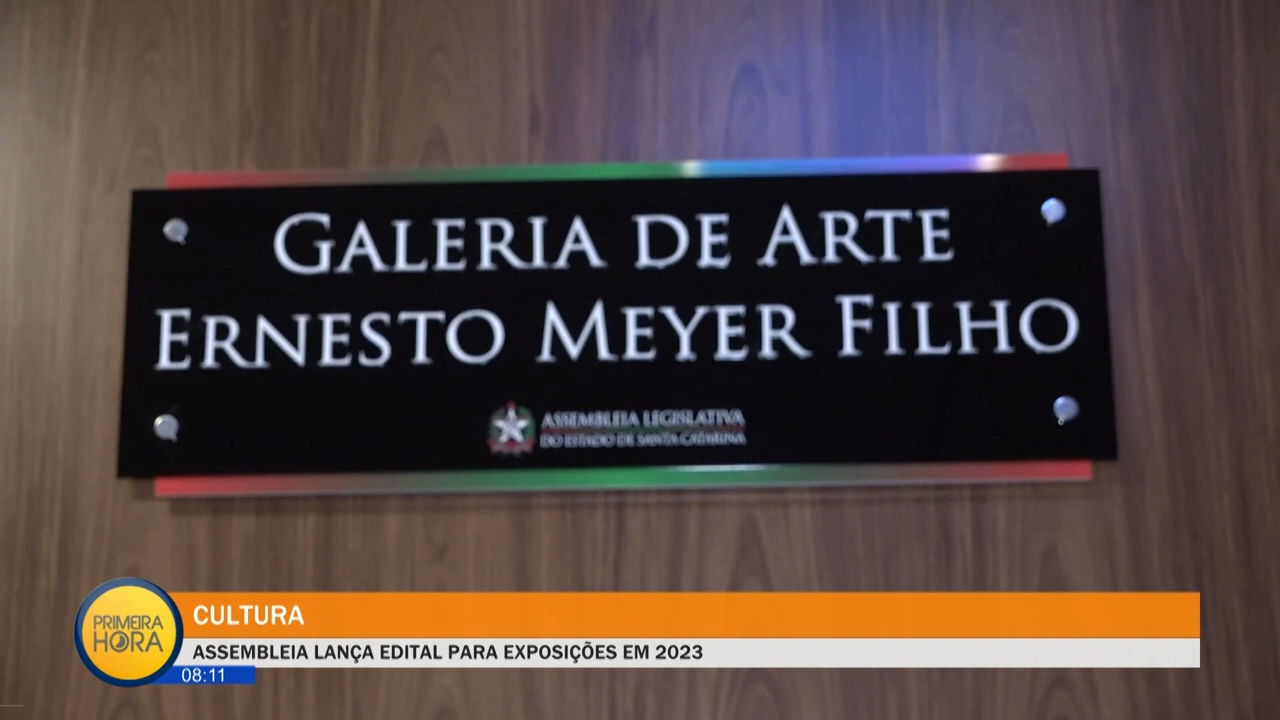 GALERIA DE ARTE
ERNESTO MEYER FILHO
ASSEMBLEIA LEGISLATIVA
DO ESTADO DE SANTA CATARINA
PRIMEIRA
HORA
CULTURA
ASSEMBLEIA LANÇA EDITAL PARA EXPOSIÇÕES EM 2023
08:11